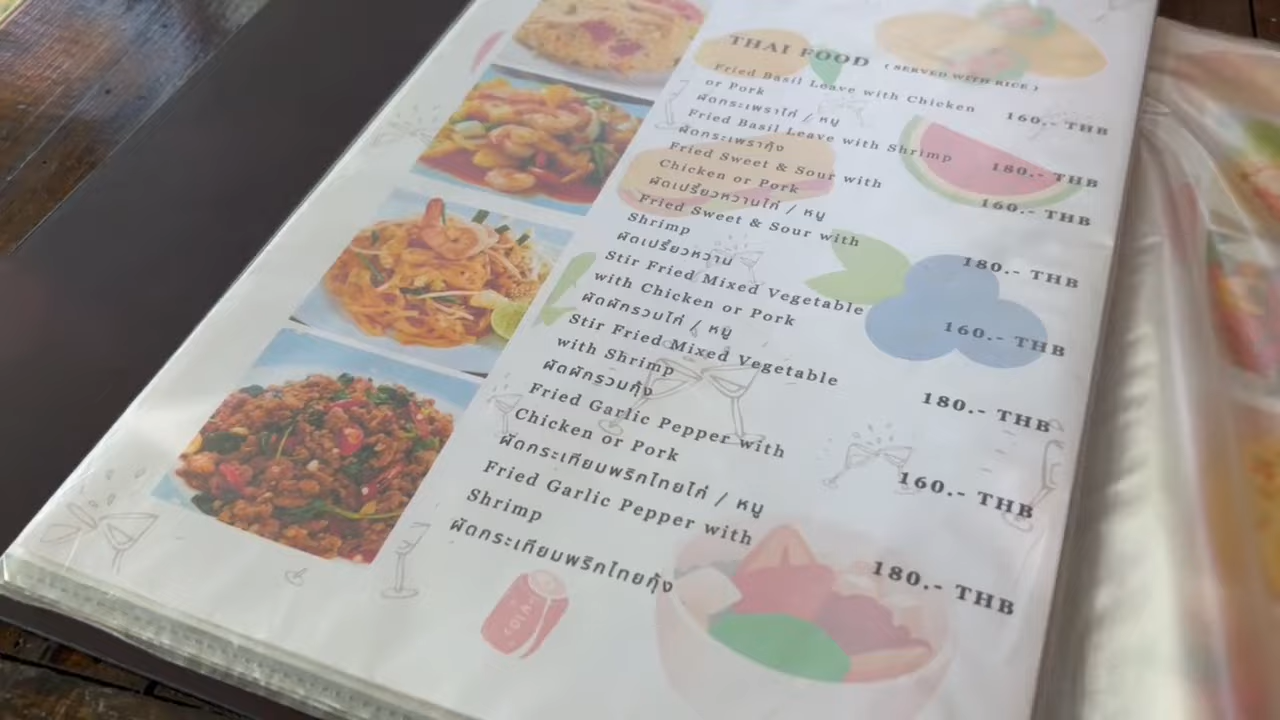 THAI FOOD (SERVED WITH RICE)
Fried Basil Leave with Chicken
or Pork 160.- THB
ผัดกระเพราไก่ / หมู
Fried Basil Leave with Shrimp 180.- THB
ผัดกระเพรากุ้ง
Fried Sweet & Sour with 160.- THB
Chicken or Pork
ผัดเปรี้ยวหวานไก่ / หมู
Fried Sweet & Sour with 180.- THB
Shrimp
ผัดเปรี้ยวหวาน
Stir Fried Mixed Vegetable 160.- THB
with Chicken or Pork
ผัดผักรวมไก่ / หมู
Stir Fried Mixed Vegetable 180.- THB
with Shrimp
ผัดผักรวมกุ้ง
Fried Garlic Pepper with 160.- THB
Chicken or Pork
ผัดกระเทียมพริกไทยไก่ / หมู
Fried Garlic Pepper with 180.- THB
Shrimp
ผัดกระเทียมพริกไทยกุ้ง